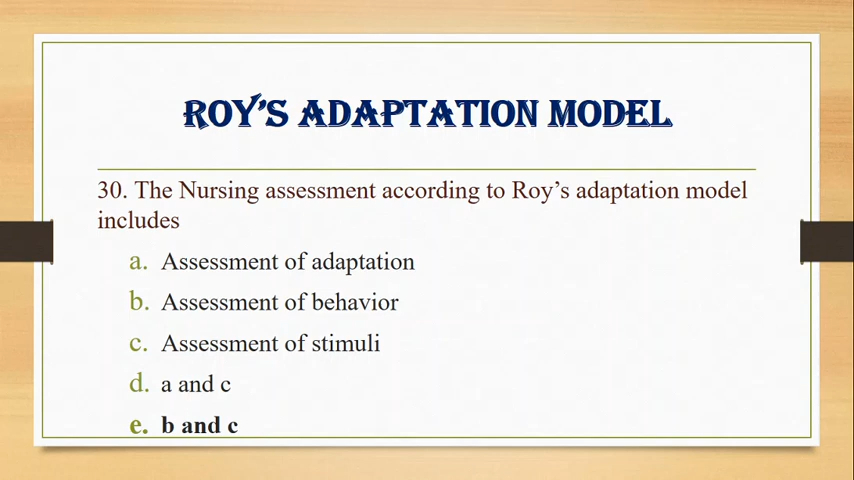 ROY’S ADAPTATION MODEL
30. The Nursing assessment according to Roy’s adaptation model
includes
a. Assessment of adaptation
b. Assessment of behavior
c. Assessment of stimuli
d. a and c
e. b and c